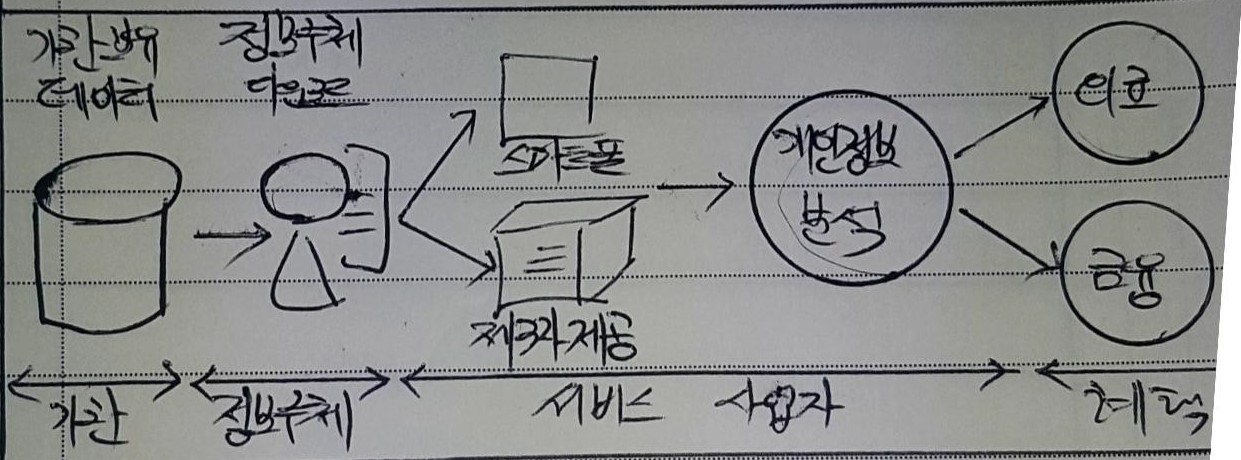 기관보유
데이터
정보주체
다운로드
스마트폰
제3자제공
개인정보
분석
의료
금융
기관
정보주체
서비스 사업자
혜택